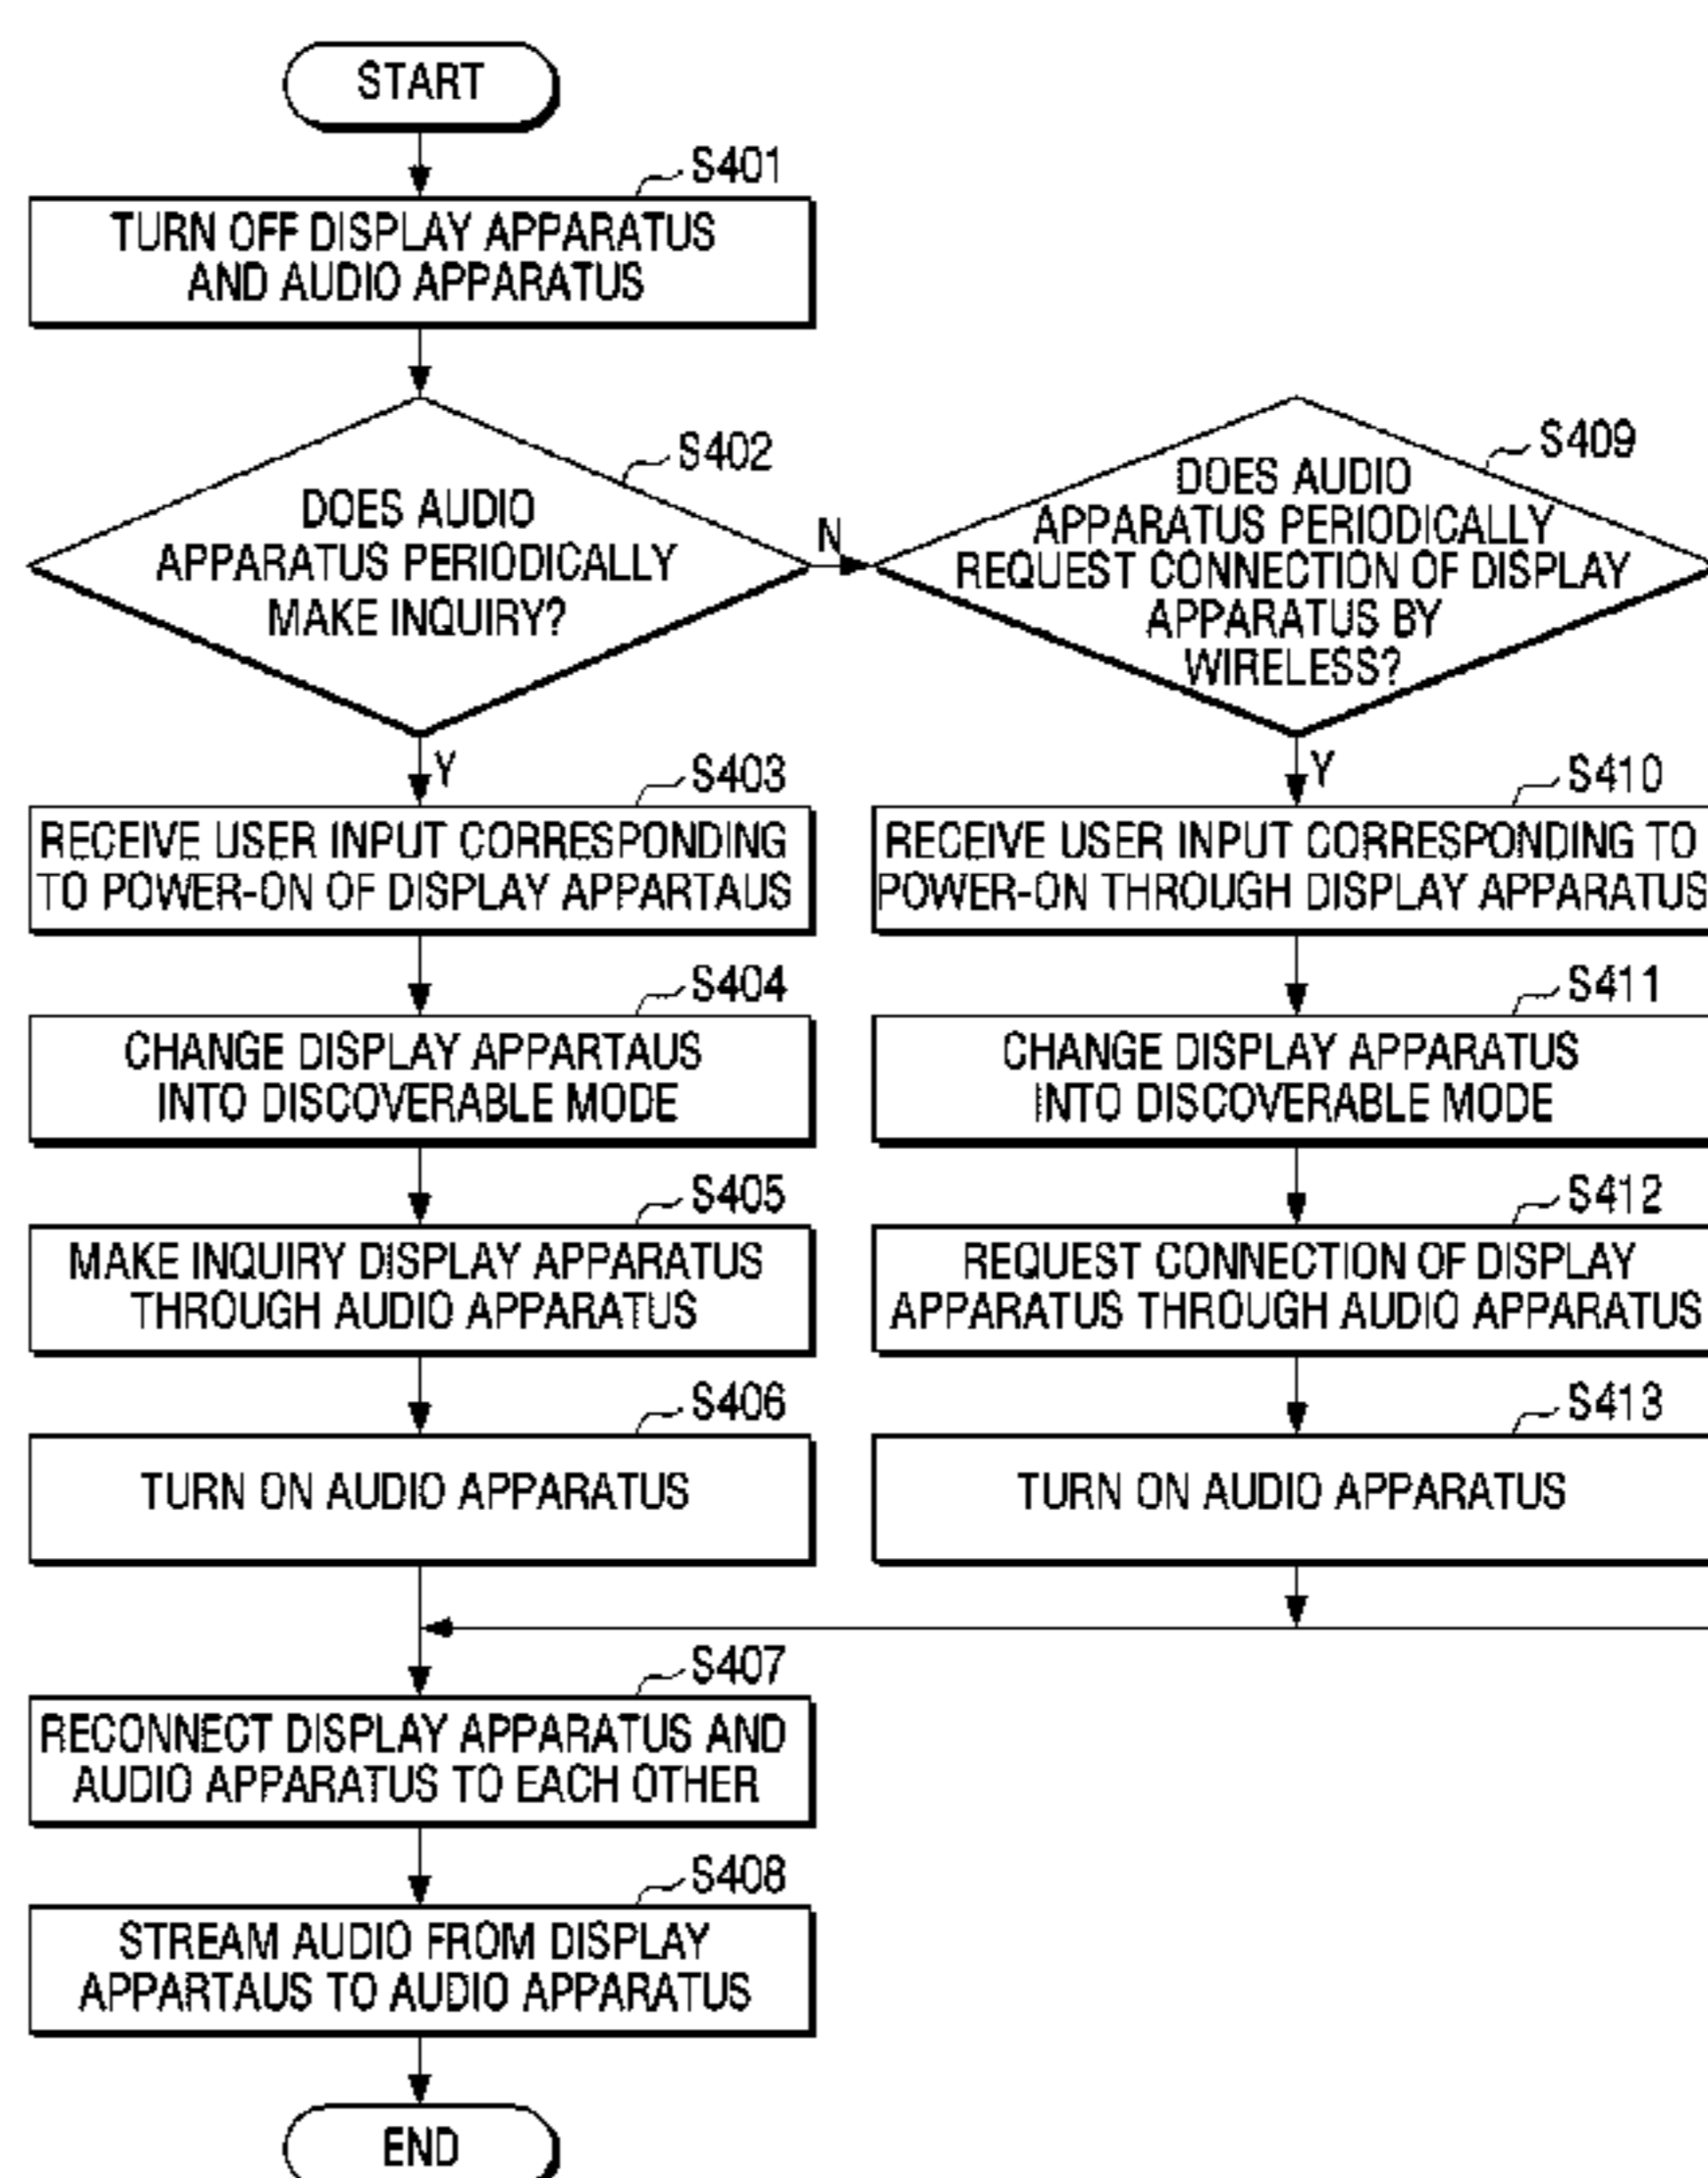 START
S401
TURN OFF DISPLAY APPARATUS
AND AUDIO APPARATUS
S402
DOES AUDIO
APPARATUS PERIODICALLY
MAKE INQUIRY?
N
Y
S403
RECEIVE USER INPUT CORRESPONDING
TO POWER-ON OF DISPLAY APPARTAUS
S404
CHANGE DISPLAY APPARTAUS
INTO DISCOVERABLE MODE
S405
MAKE INQUIRY DISPLAY APPARATUS
THROUGH AUDIO APPARATUS
S406
TURN ON AUDIO APPARATUS
S409
DOES AUDIO
APPARATUS PERIODICALLY
REQUEST CONNECTION OF DISPLAY
APPARATUS BY
WIRELESS?
Y
S410
RECEIVE USER INPUT CORRESPONDING TO
POWER-ON THROUGH DISPLAY APPARATUS
S411
CHANGE DISPLAY APPARATUS
INTO DISCOVERABLE MODE
S412
REQUEST CONNECTION OF DISPLAY
APPARATUS THROUGH AUDIO APPARATUS
S413
TURN ON AUDIO APPARATUS
S407
RECONNECT DISPLAY APPARATUS AND
AUDIO APPARATUS TO EACH OTHER
S408
STREAM AUDIO FROM DISPLAY
APPARTAUS TO AUDIO APPARATUS
END